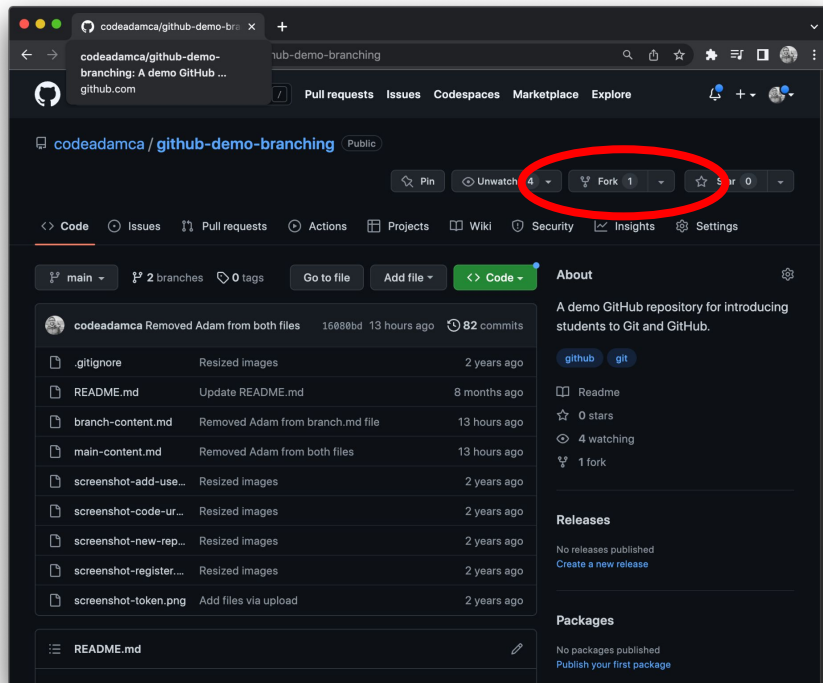 codeadamca/github-demo-bra
codeadamca/github-demo-
branching: A demo GitHub ...
github.com
hub-demo-branching
/ Pull requests Issues Codespaces Marketplace Explore
codeadamca / github-demo-branching Public
Pin Unwatch 4 Fork 1 Star 0
<> Code Issues Pull requests Actions Projects Wiki Security Insights Settings
main 2 branches 0 tags Go to file Add file <> Code
codeadamca Removed Adam from both files 16080bd 13 hours ago 82 commits
.gitignore Resized images 2 years ago
README.md Update README.md 8 months ago
branch-content.md Removed Adam from branch.md file 13 hours ago
main-content.md Removed Adam from both files 13 hours ago
screenshot-add-use... Resized images 2 years ago
screenshot-code-ur... Resized images 2 years ago
screenshot-new-rep... Resized images 2 years ago
screenshot-register.... Resized images 2 years ago
screenshot-token.png Add files via upload 2 years ago
README.md
About
A demo GitHub repository for introducing
students to Git and GitHub.
github git
Readme
0 stars
4 watching
1 fork
Releases
No releases published
Create a new release
Packages
No packages published
Publish your first package